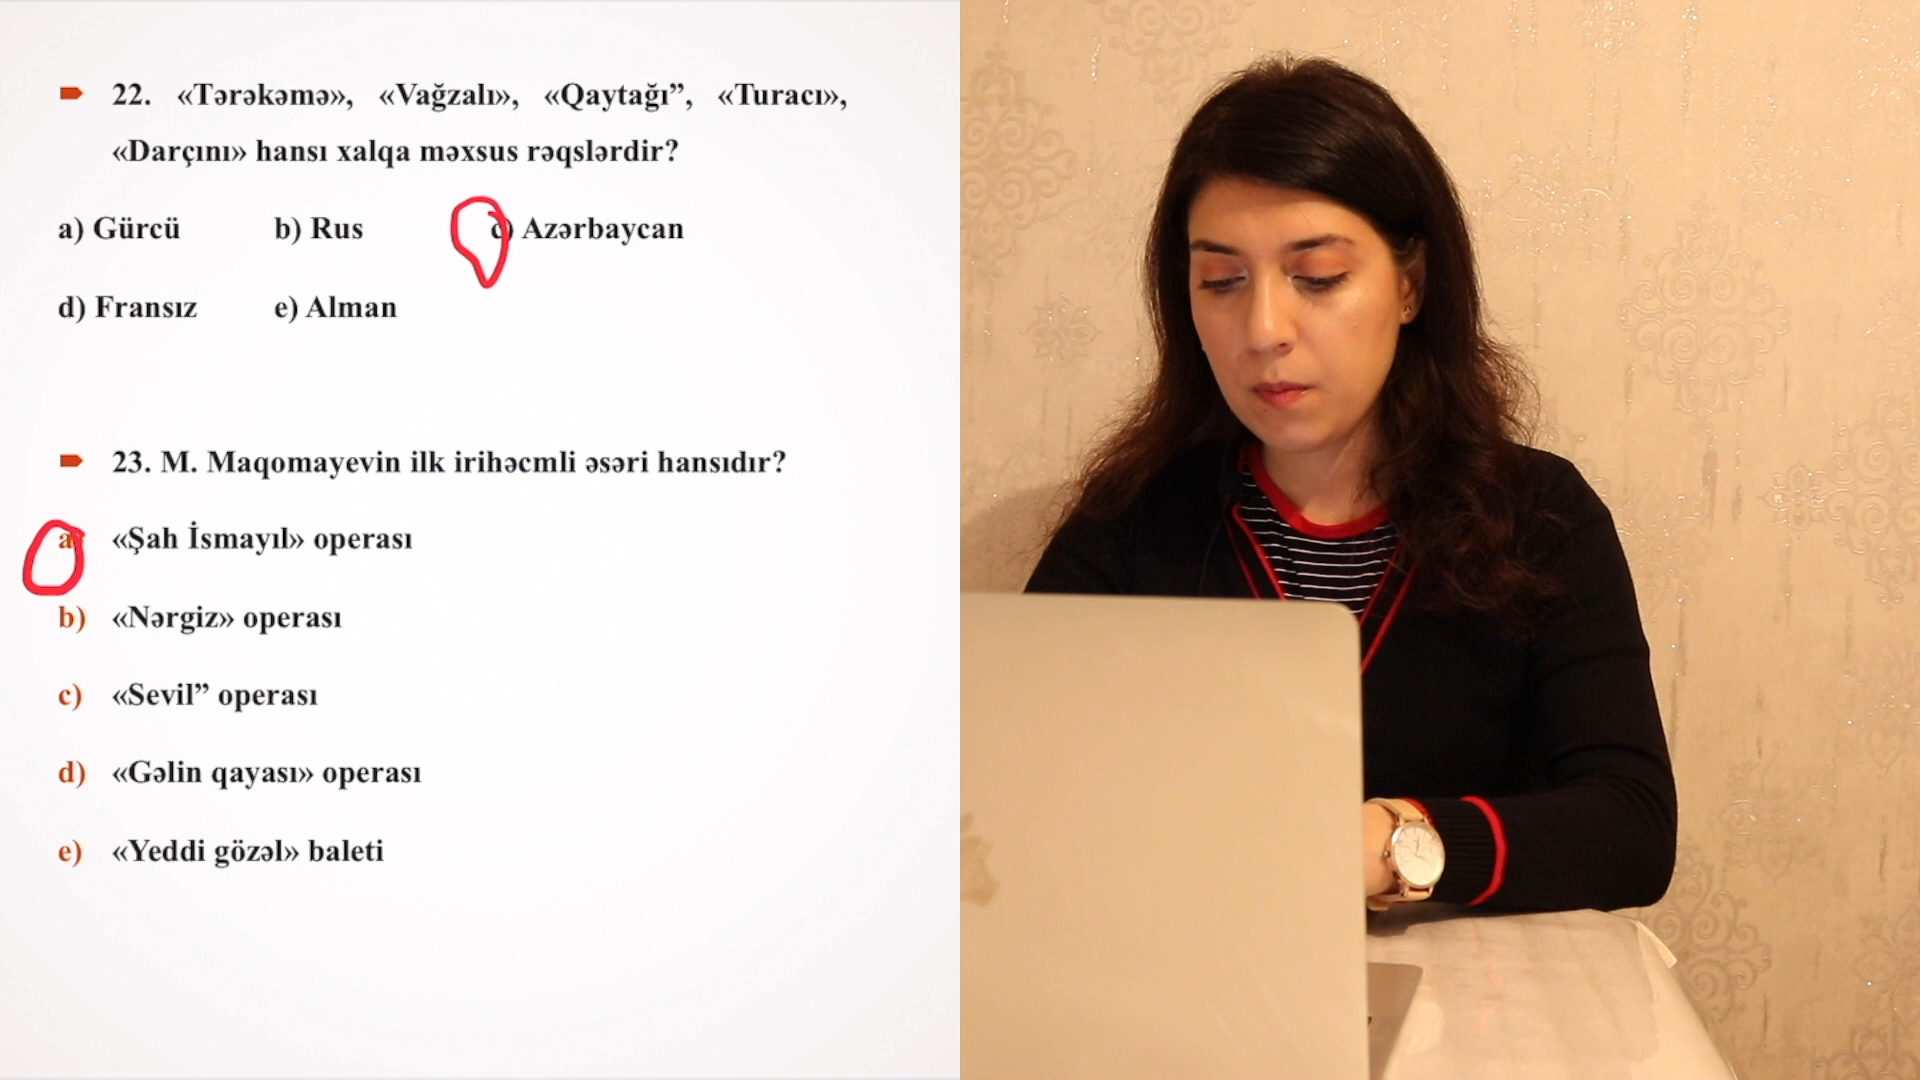 22. «Tərəkəmə», «Vağzalı», «Qaytağı”, «Turacı»,
«Darçını» hansı xalqa məxsus rəqslərdir?
a) Gürcü b) Rus c) Azərbaycan
d) Fransız e) Alman
23. M. Maqomayevin ilk irihəcmli əsəri hansıdır?
a) «Şah İsmayıl» operası
b) «Nərgiz» operası
c) «Sevil” operası
d) «Gəlin qayası» operası
e) «Yeddi gözəl» baleti